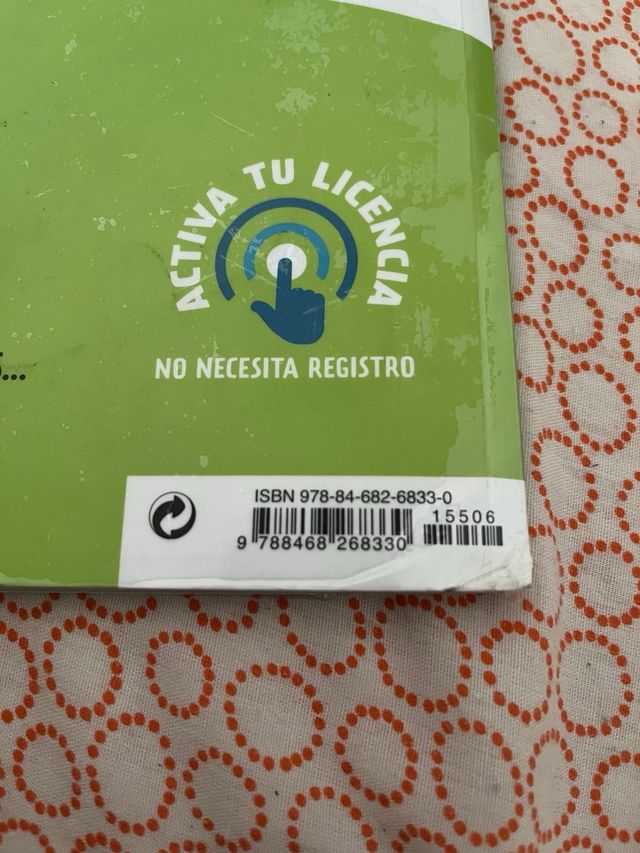 ACTIVA TU LICENCIA
NO NECESITA REGISTRO
ISBN 978-84-682-6833-0
15506
9 788468 268330